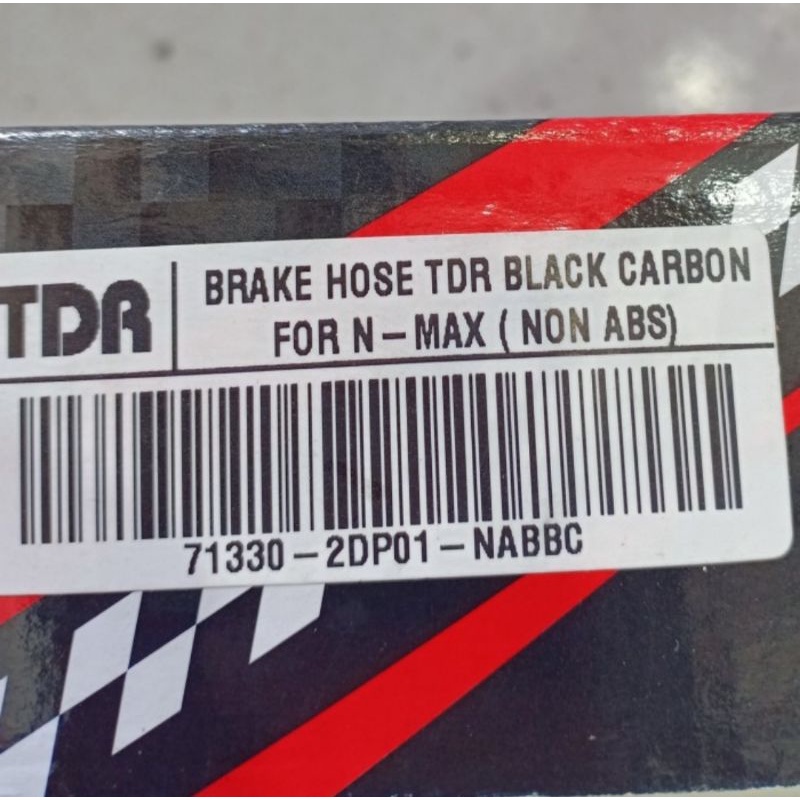 TDR
BRAKE HOSE TDR BLACK CARBON
FOR N-MAX ( NON ABS)
71330-2DP01-NABBC